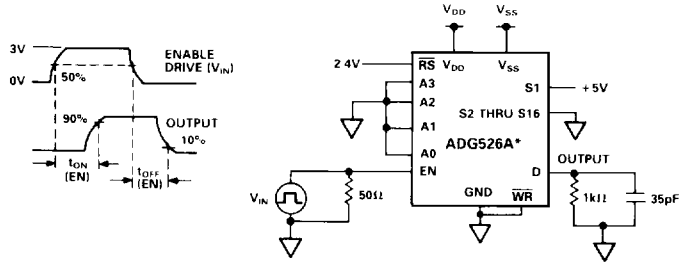 3V
0V
50%
ENABLE
DRIVE (VIN)
90%
OUTPUT
10%
tON
(EN)
tOFF
(EN)
VDD
VSS
2 4V
RS
VDD
VSS
A3
A2
A1
A0
EN
S1
+5V
S2 THRU S16
ADG526A*
D
OUTPUT
GND
WR
VIN
50Ω
1kΩ
35pF